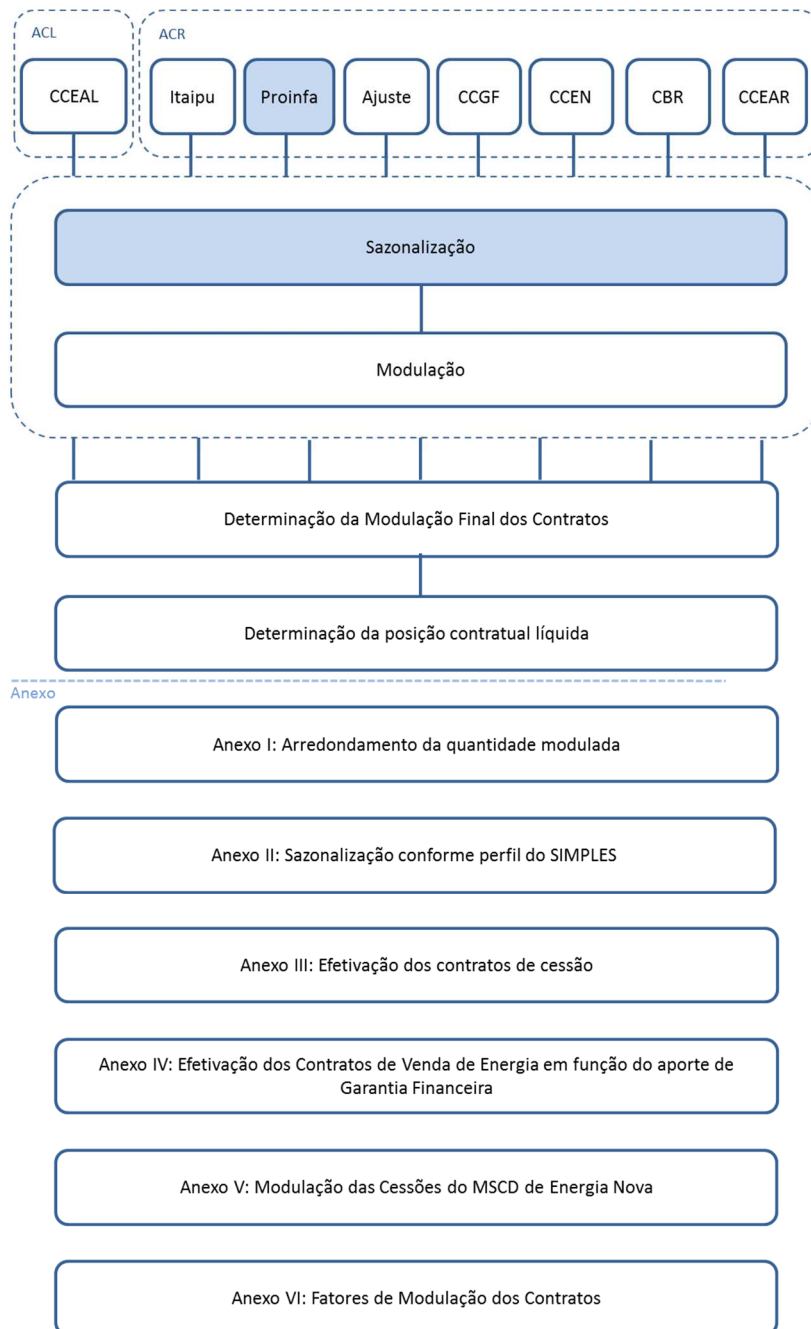 ACL
ACR
CCEAL
Itaipu
Proinfa
Ajuste
CCGF
CCEN
CBR
CCEAR
Sazonalização
Modulação
Determinação da Modulação Final dos Contratos
Determinação da posição contratual líquida
Anexo
Anexo I: Arredondamento da quantidade modulada
Anexo II: Sazonalização conforme perfil do SIMPLES
Anexo III: Efetivação dos contratos de cessão
Anexo IV: Efetivação dos Contratos de Venda de Energia em função do aporte de
Garantia Financeira
Anexo V: Modulação das Cessões do MSCD de Energia Nova
Anexo VI: Fatores de Modulação dos Contratos